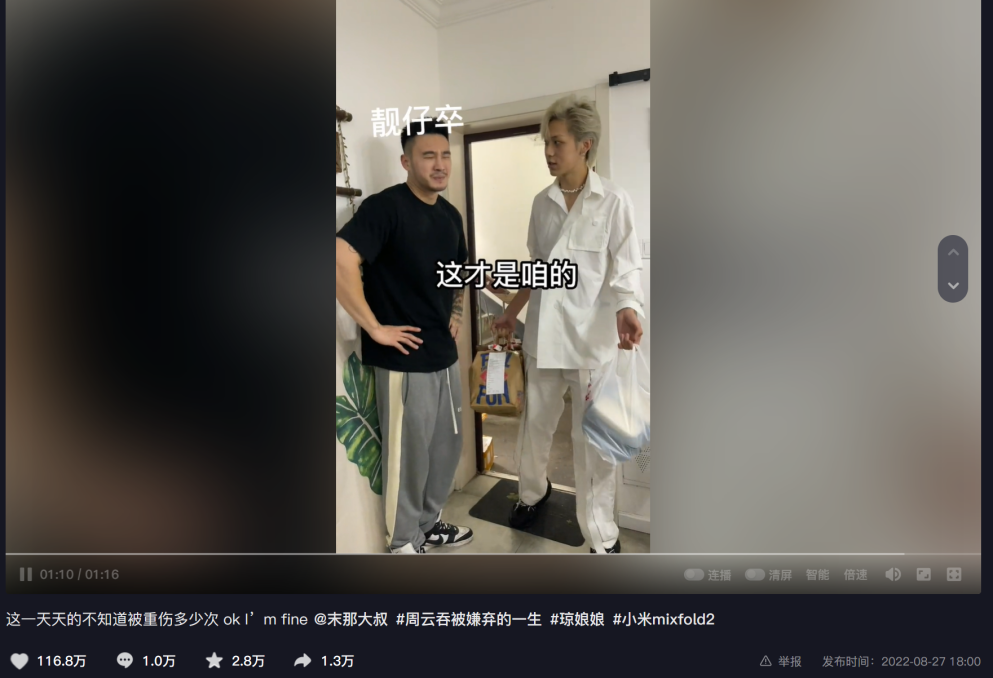 靓仔卒
这才是咱的
01:10 / 01:16
连播
清屏
智能
倍速
这一天天的不知道被重伤多少次 ok I’m fine @末那大叔 #周云吞被嫌弃的一生 #琼娘娘 #小米mixfold2
116.8万
1.0万
2.8万
1.3万
举报
发布时间：2022-08-27 18:00